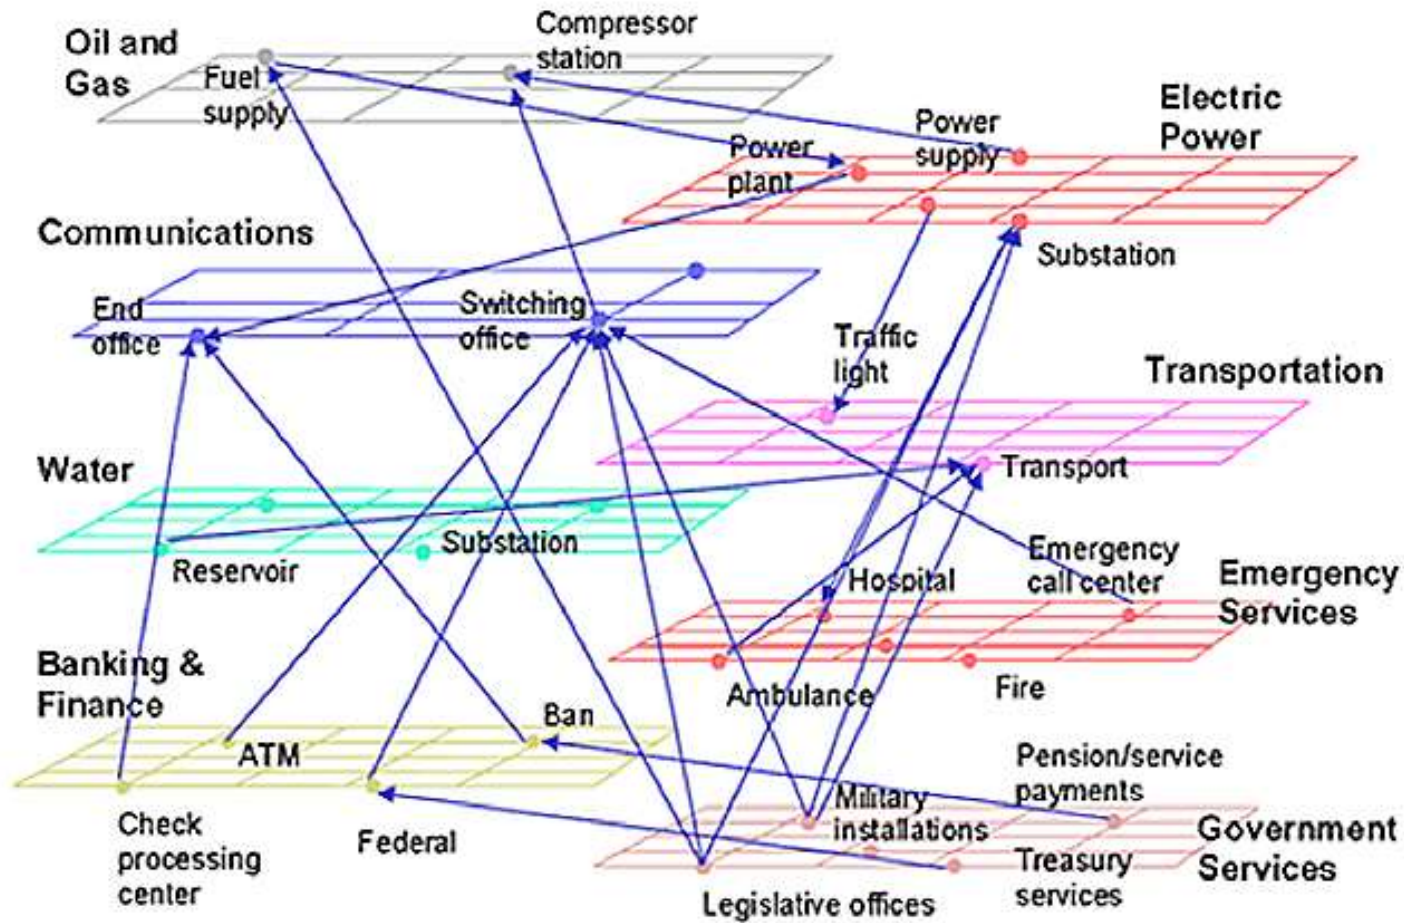 Oil and
Gas
Fuel
supply
Compressor
station
Electric
Power
Power
supply
Power
plant
Substation
Communications
End
office
Switching
office
Traffic
light
Transportation
Transport
Water
Reservoir
Substation
Hospital
Emergency
call center
Emergency
Services
Ambulance
Fire
Banking &
Finance
ATM
Ban
Check
processing
center
Federal
Pension/service
payments
Military
installations
Government
Services
Treasury
services
Legislative offices